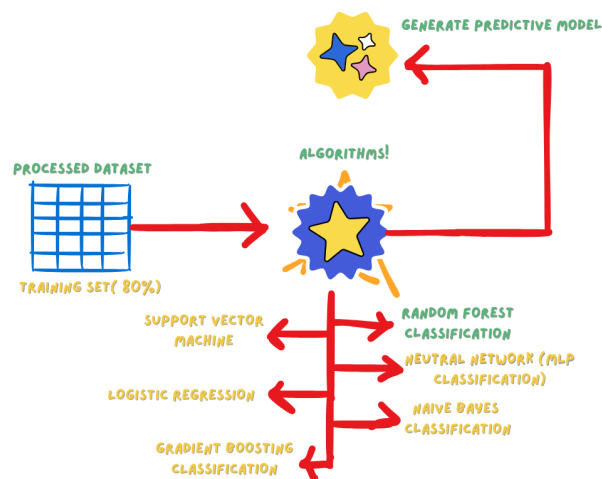 GENERATE PREDICTIVE MODEL
ALGORITHMS!
PROCESSED DATASET
TRAINING SET( 80%)
SUPPORT VECTOR
MACHINE
RANDOM FOREST
CLASSIFICATION
NEUTRAL NETWORK (MLP
CLASSIFICATION)
LOGISTIC REGRESSION
NAIVE BAYES
CLASSIFICATION
GRADIENT BOOSTING
CLASSIFICATION